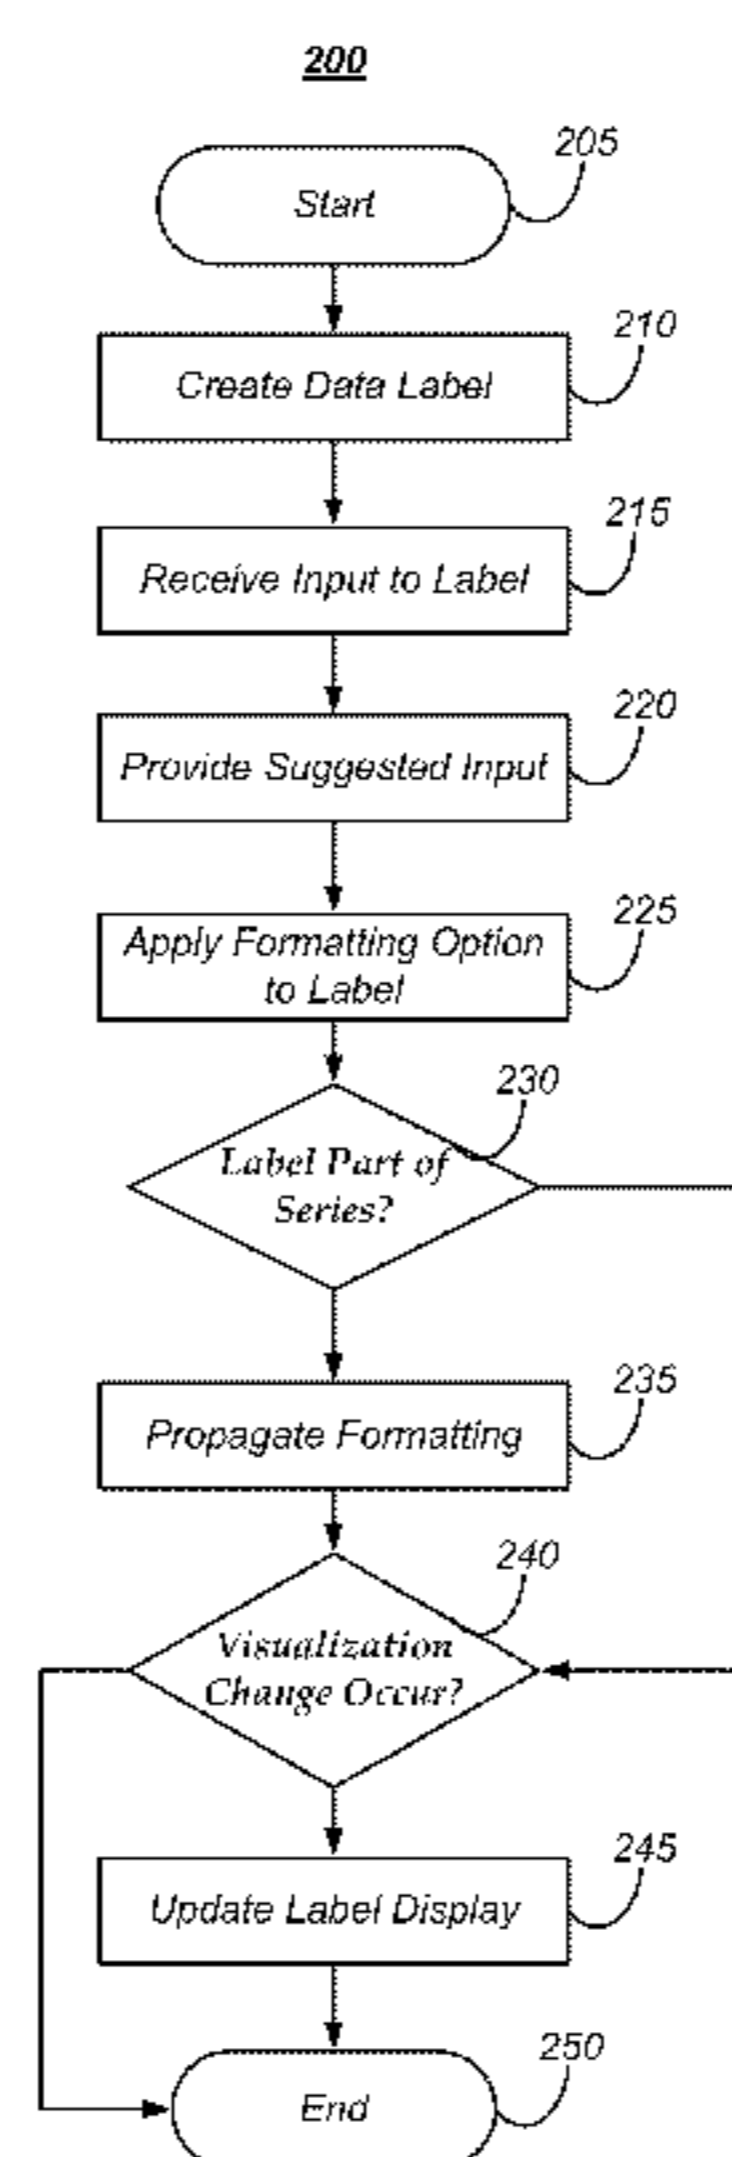 200
205
Start
210
Create Data Label
215
Receive Input to Label
220
Provide Suggested Input
225
Apply Formatting Option
to Label
230
Label Part of
Series?
235
Propagate Formatting
240
Visualization
Change Occur?
245
Update Label Display
250
End